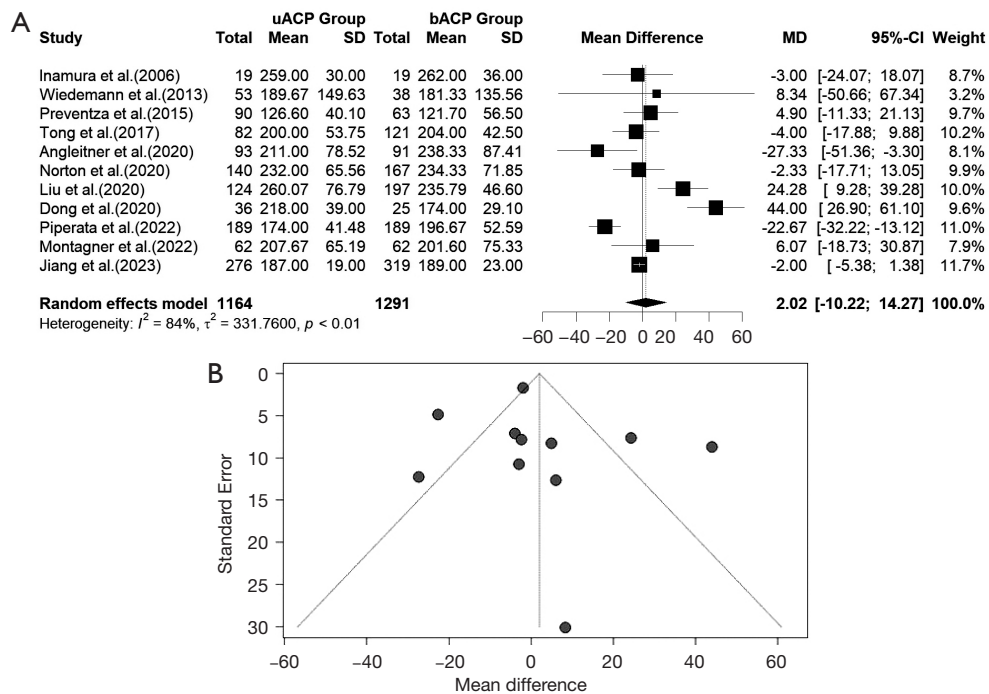 A
uACP Group bACP Group
Study Total Mean SD Total Mean SD Mean Difference MD 95%-CI Weight
Inamura et al.(2006) 19 259.00 30.00 19 262.00 36.00 -3.00 [-24.07; 18.07] 8.7%
Wiedemann et al.(2013) 53 189.67 149.63 38 181.33 135.56 8.34 [-50.66; 67.34] 3.2%
Preventza et al.(2015) 90 126.60 40.10 63 121.70 56.50 4.90 [-11.33; 21.13] 9.7%
Tong et al.(2017) 82 200.00 53.75 121 204.00 42.50 -4.00 [-17.88; 9.88] 10.2%
Angleitner et al.(2020) 93 211.00 78.52 91 238.33 87.41 -27.33 [-51.36; -3.30] 8.1%
Norton et al.(2020) 140 232.00 65.56 167 234.33 71.85 -2.33 [-17.71; 13.05] 9.9%
Liu et al.(2020) 124 260.07 76.79 197 235.79 46.60 24.28 [ 9.28; 39.28] 10.0%
Dong et al.(2020) 36 218.00 39.00 25 174.00 29.10 44.00 [ 26.90; 61.10] 9.6%
Piperata et al.(2022) 189 174.00 41.48 189 196.67 52.59 -22.67 [-32.22; -13.12] 11.0%
Montagner et al.(2022) 62 207.67 65.19 62 201.60 75.33 6.07 [-18.73; 30.87] 7.9%
Jiang et al.(2023) 276 187.00 19.00 319 189.00 23.00 -2.00 [ -5.38; 1.38] 11.7%
Random effects model 1164 1291 2.02 [-10.22; 14.27] 100.0%
Heterogeneity: I² = 84%, τ² = 331.7600, p < 0.01
−60 −40 −20 0 20 40 60
B
0
5
10
15
20
25
30
Standard Error
−60 −40 −20 0 20 40 60
Mean difference